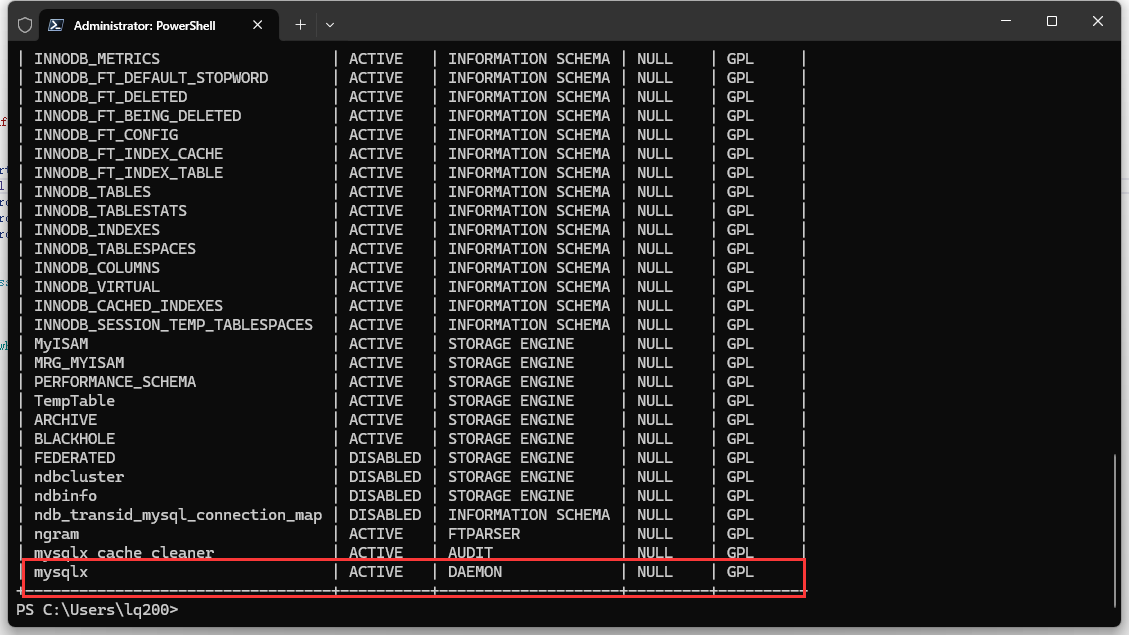 Administrator: PowerShell
| INNODB_METRICS | ACTIVE | INFORMATION SCHEMA | NULL | GPL |
| INNODB_FT_DEFAULT_STOPWORD | ACTIVE | INFORMATION SCHEMA | NULL | GPL |
| INNODB_FT_DELETED | ACTIVE | INFORMATION SCHEMA | NULL | GPL |
| INNODB_FT_BEING_DELETED | ACTIVE | INFORMATION SCHEMA | NULL | GPL |
| INNODB_FT_CONFIG | ACTIVE | INFORMATION SCHEMA | NULL | GPL |
| INNODB_FT_INDEX_CACHE | ACTIVE | INFORMATION SCHEMA | NULL | GPL |
| INNODB_FT_INDEX_TABLE | ACTIVE | INFORMATION SCHEMA | NULL | GPL |
| INNODB_TABLES | ACTIVE | INFORMATION SCHEMA | NULL | GPL |
| INNODB_TABLESTATS | ACTIVE | INFORMATION SCHEMA | NULL | GPL |
| INNODB_INDEXES | ACTIVE | INFORMATION SCHEMA | NULL | GPL |
| INNODB_TABLESPACES | ACTIVE | INFORMATION SCHEMA | NULL | GPL |
| INNODB_COLUMNS | ACTIVE | INFORMATION SCHEMA | NULL | GPL |
| INNODB_VIRTUAL | ACTIVE | INFORMATION SCHEMA | NULL | GPL |
| INNODB_CACHED_INDEXES | ACTIVE | INFORMATION SCHEMA | NULL | GPL |
| INNODB_SESSION_TEMP_TABLESPACES | ACTIVE | INFORMATION SCHEMA | NULL | GPL |
| MyISAM | ACTIVE | STORAGE ENGINE | NULL | GPL |
| MRG_MYISAM | ACTIVE | STORAGE ENGINE | NULL | GPL |
| PERFORMANCE_SCHEMA | ACTIVE | STORAGE ENGINE | NULL | GPL |
| TempTable | ACTIVE | STORAGE ENGINE | NULL | GPL |
| ARCHIVE | ACTIVE | STORAGE ENGINE | NULL | GPL |
| BLACKHOLE | ACTIVE | STORAGE ENGINE | NULL | GPL |
| FEDERATED | DISABLED | STORAGE ENGINE | NULL | GPL |
| ndbcluster | DISABLED | STORAGE ENGINE | NULL | GPL |
| ndbinfo | DISABLED | STORAGE ENGINE | NULL | GPL |
| ndb_transid_mysql_connection_map | DISABLED | INFORMATION SCHEMA | NULL | GPL |
| ngram | ACTIVE | FTPARSER | NULL | GPL |
| mysqlx_cache_cleaner | ACTIVE | AUDIT | NULL | GPL |
| mysqlx | ACTIVE | DAEMON | NULL | GPL |
+---------------------------------+----------+--------------------+---------+---------+
PS C:\Users\lq200>